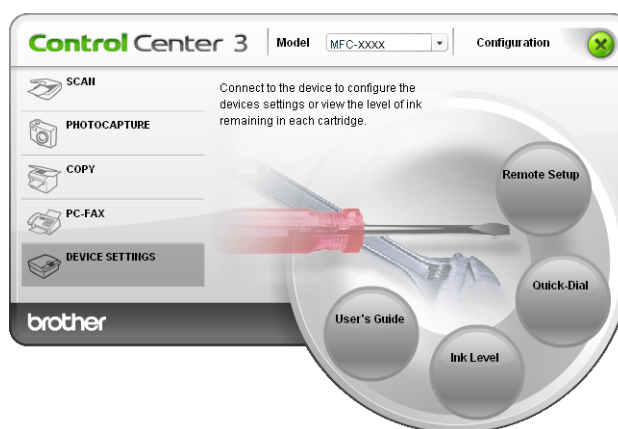 Control Center 3
Model
MFC-XXXX
Configuration
SCAN
PHOTOCAPTURE
COPY
PC-FAX
DEVICE SETTINGS
Connect to the device to configure the
devices settings or view the level of ink
remaining in each cartridge.
Remote Setup
Quick-Dial
Ink Level
User's Guide
brother